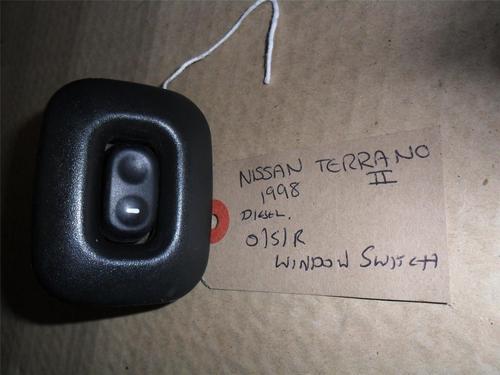 NISSAN TERRANO
II
1998
DIESEL.
O/S/R
WINDOW SWITCH